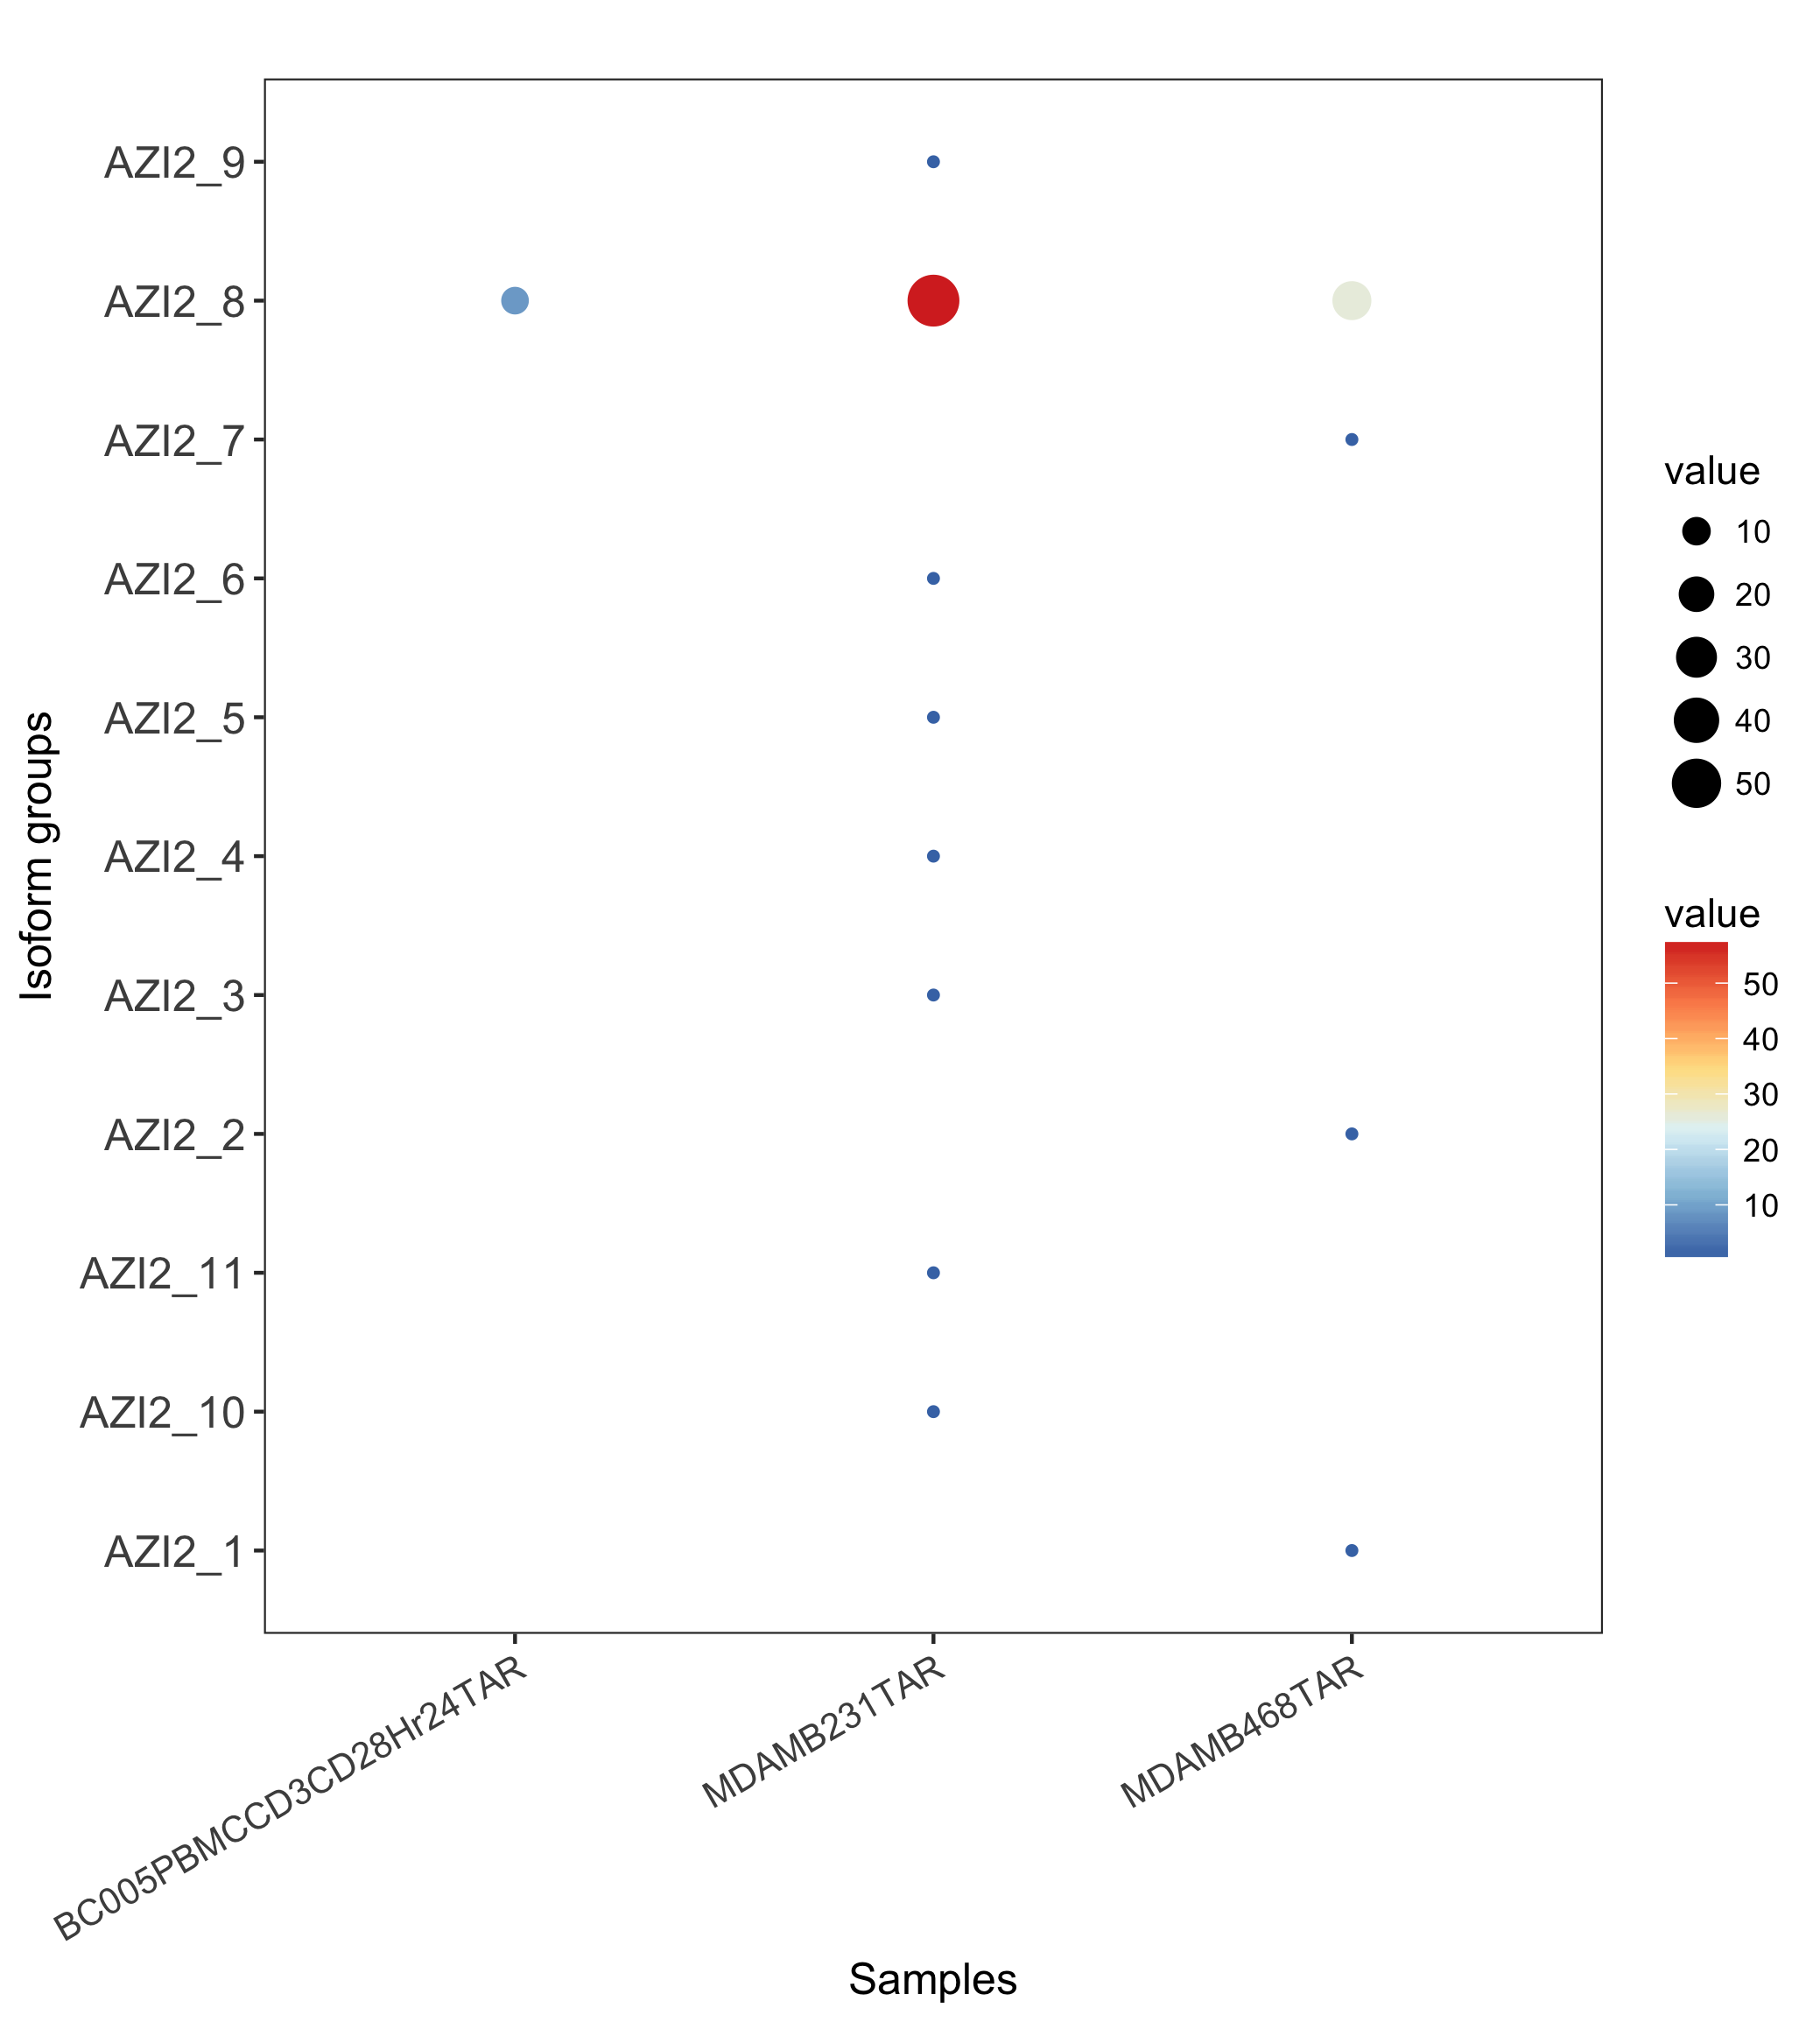 AZI2_9
AZI2_8
AZI2_7
AZI2_6
AZI2_5
AZI2_4
AZI2_3
AZI2_2
AZI2_11
AZI2_10
AZI2_1
Isoform groups
BC005PBMCCD3CD28Hr24TAR
MDAMB231TAR
MDAMB468TAR
Samples
value
10
20
30
40
50
value
50
40
30
20
10